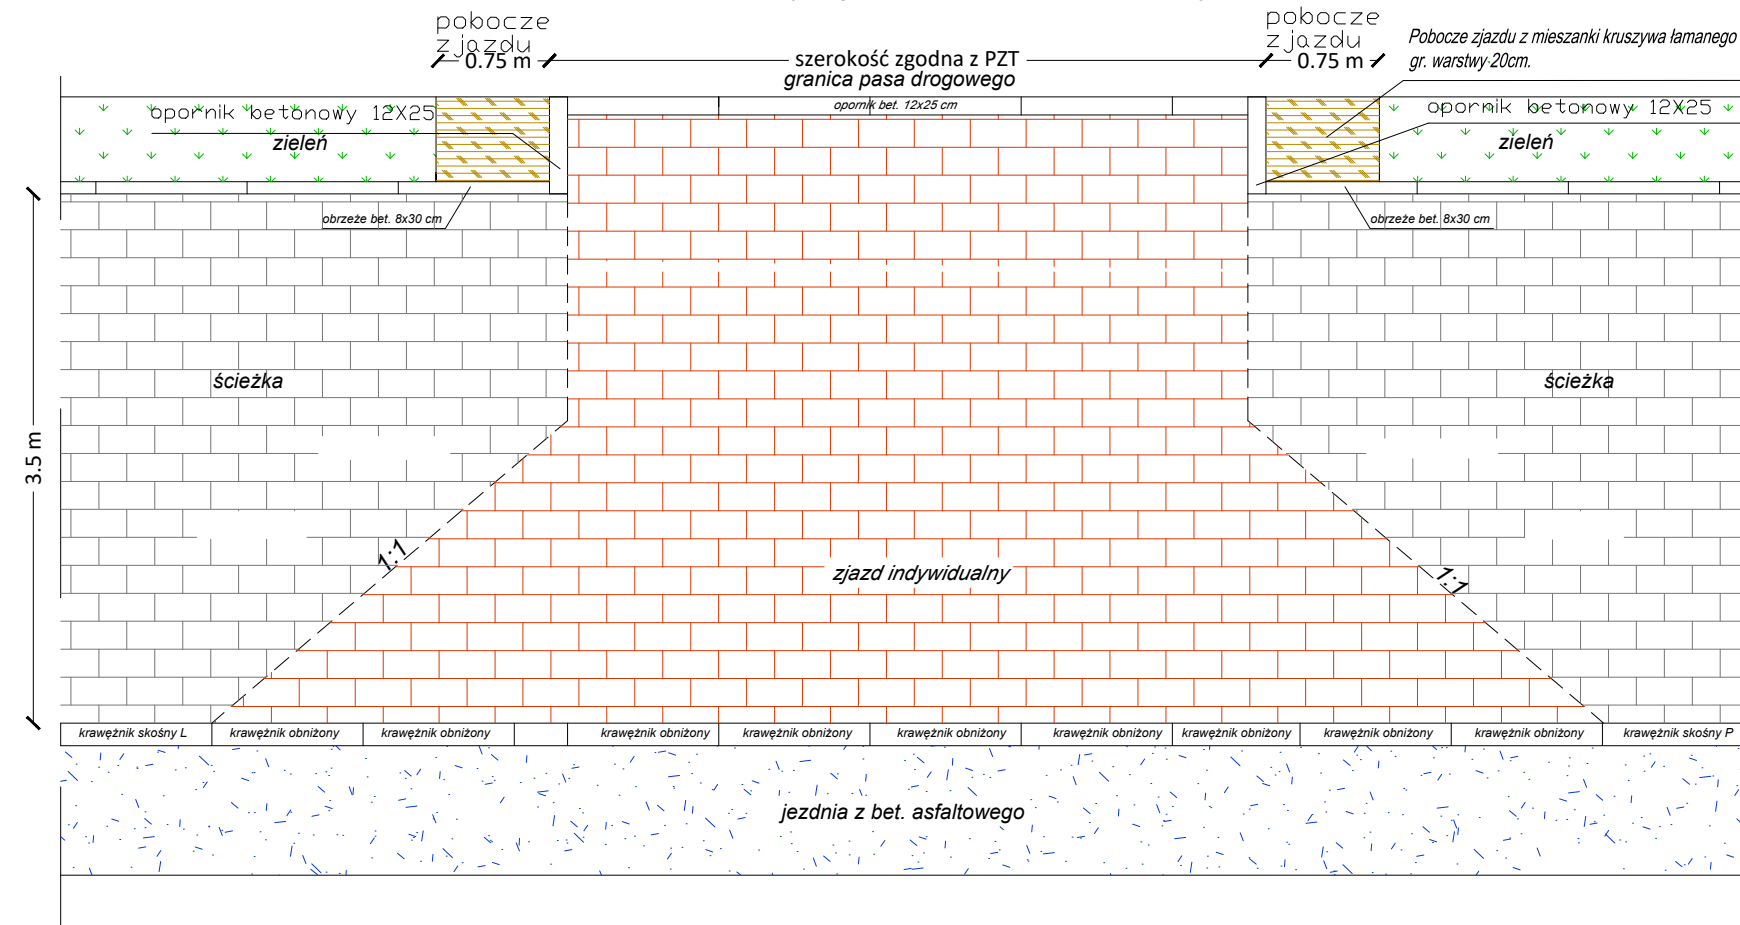 pobocze
zjazdu
0.75 m
szerokość zgodna z PZT
granica pasa drogowego
pobocze
zjazdu
0.75 m
Pobocze zjazdu z mieszanki kruszywa łamanego
gr. warstwy 20cm.
opornik betonowy 12X25
zieleń
opornik bet. 12x25 cm
opornik betonowy 12X25
zieleń
obrzeże bet. 8x30 cm
obrzeże bet. 8x30 cm
ścieżka
ścieżka
3.5 m
1:1
zjazd indywidualny
1:1
krawężnik skośny L
krawężnik obniżony
krawężnik obniżony
krawężnik obniżony
krawężnik obniżony
krawężnik obniżony
krawężnik obniżony
krawężnik obniżony
krawężnik obniżony
krawężnik obniżony
krawężnik skośny P
jezdnia z bet. asfaltowego